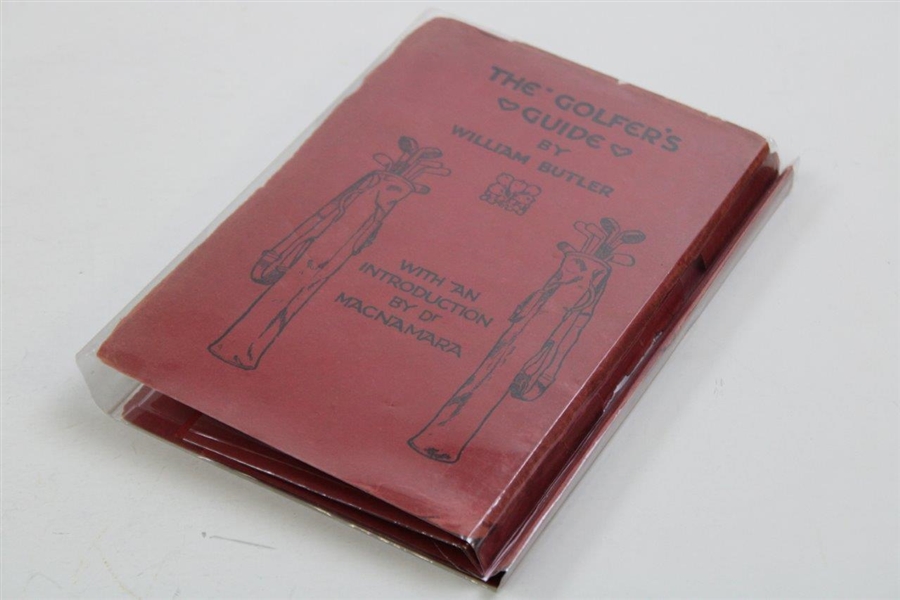 THE GOLFER'S
GUIDE
BY
WILLIAM BUTLER
WITH AN
INTRODUCTION
BY Dr
MACNAMARA